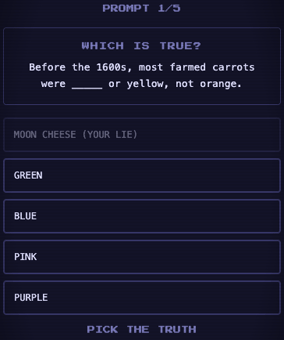 PROMPT 1/5
WHICH IS TRUE?
Before the 1600s, most farmed carrots
were _____ or yellow, not orange.
MOON CHEESE (YOUR LIE)
GREEN
BLUE
PINK
PURPLE
PICK THE TRUTH